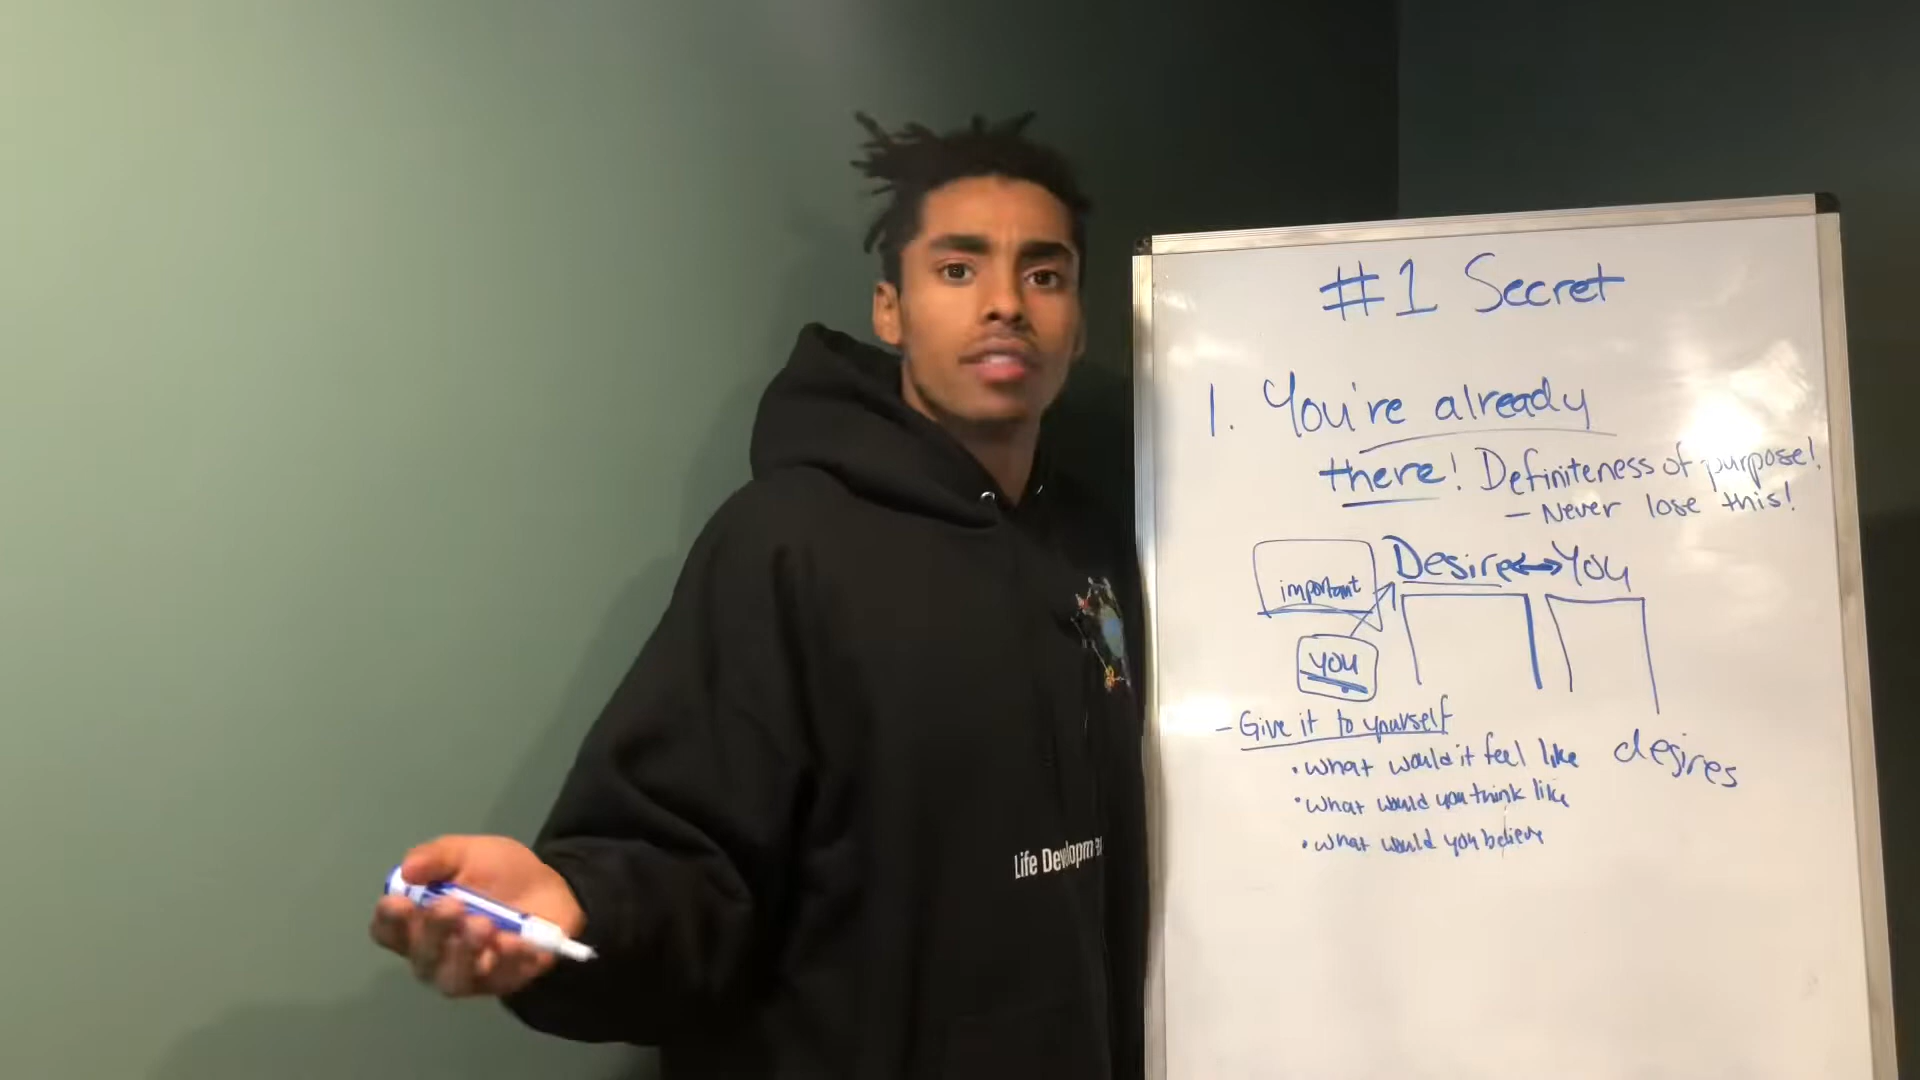 #1 Secret
1. You're already
there! Definiteness of purpose!
- Never lose this!
important
Desire ↔ You
you
- Give it to yourself
• what would it feel like
desires
• what would you think like
• what would you believe
Life Developm